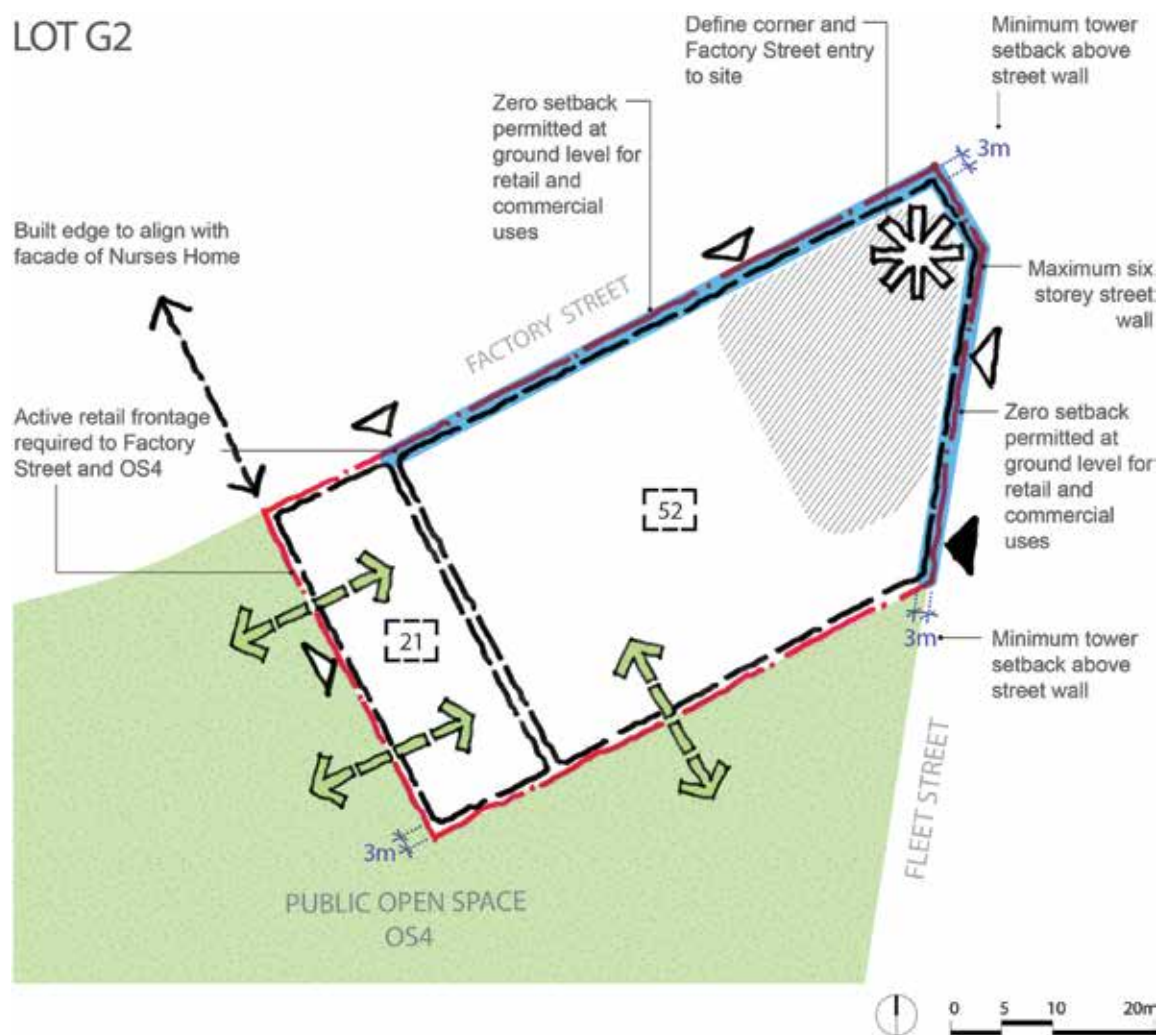 LOT G2
Define corner and
Factory Street entry
to site
Minimum tower
setback above
street wall
Zero setback
permitted at
ground level for
retail and
commercial
uses
3m
Built edge to align with
facade of Nurses Home
Maximum six
storey street
wall
FACTORY STREET
Active retail frontage
required to Factory
Street and OS4
Zero setback
permitted at
ground level for
retail and
commercial
uses
52
21
3m
Minimum tower
setback above
street wall
FLEET STREET
3m
PUBLIC OPEN SPACE
OS4
0 5 10 20m